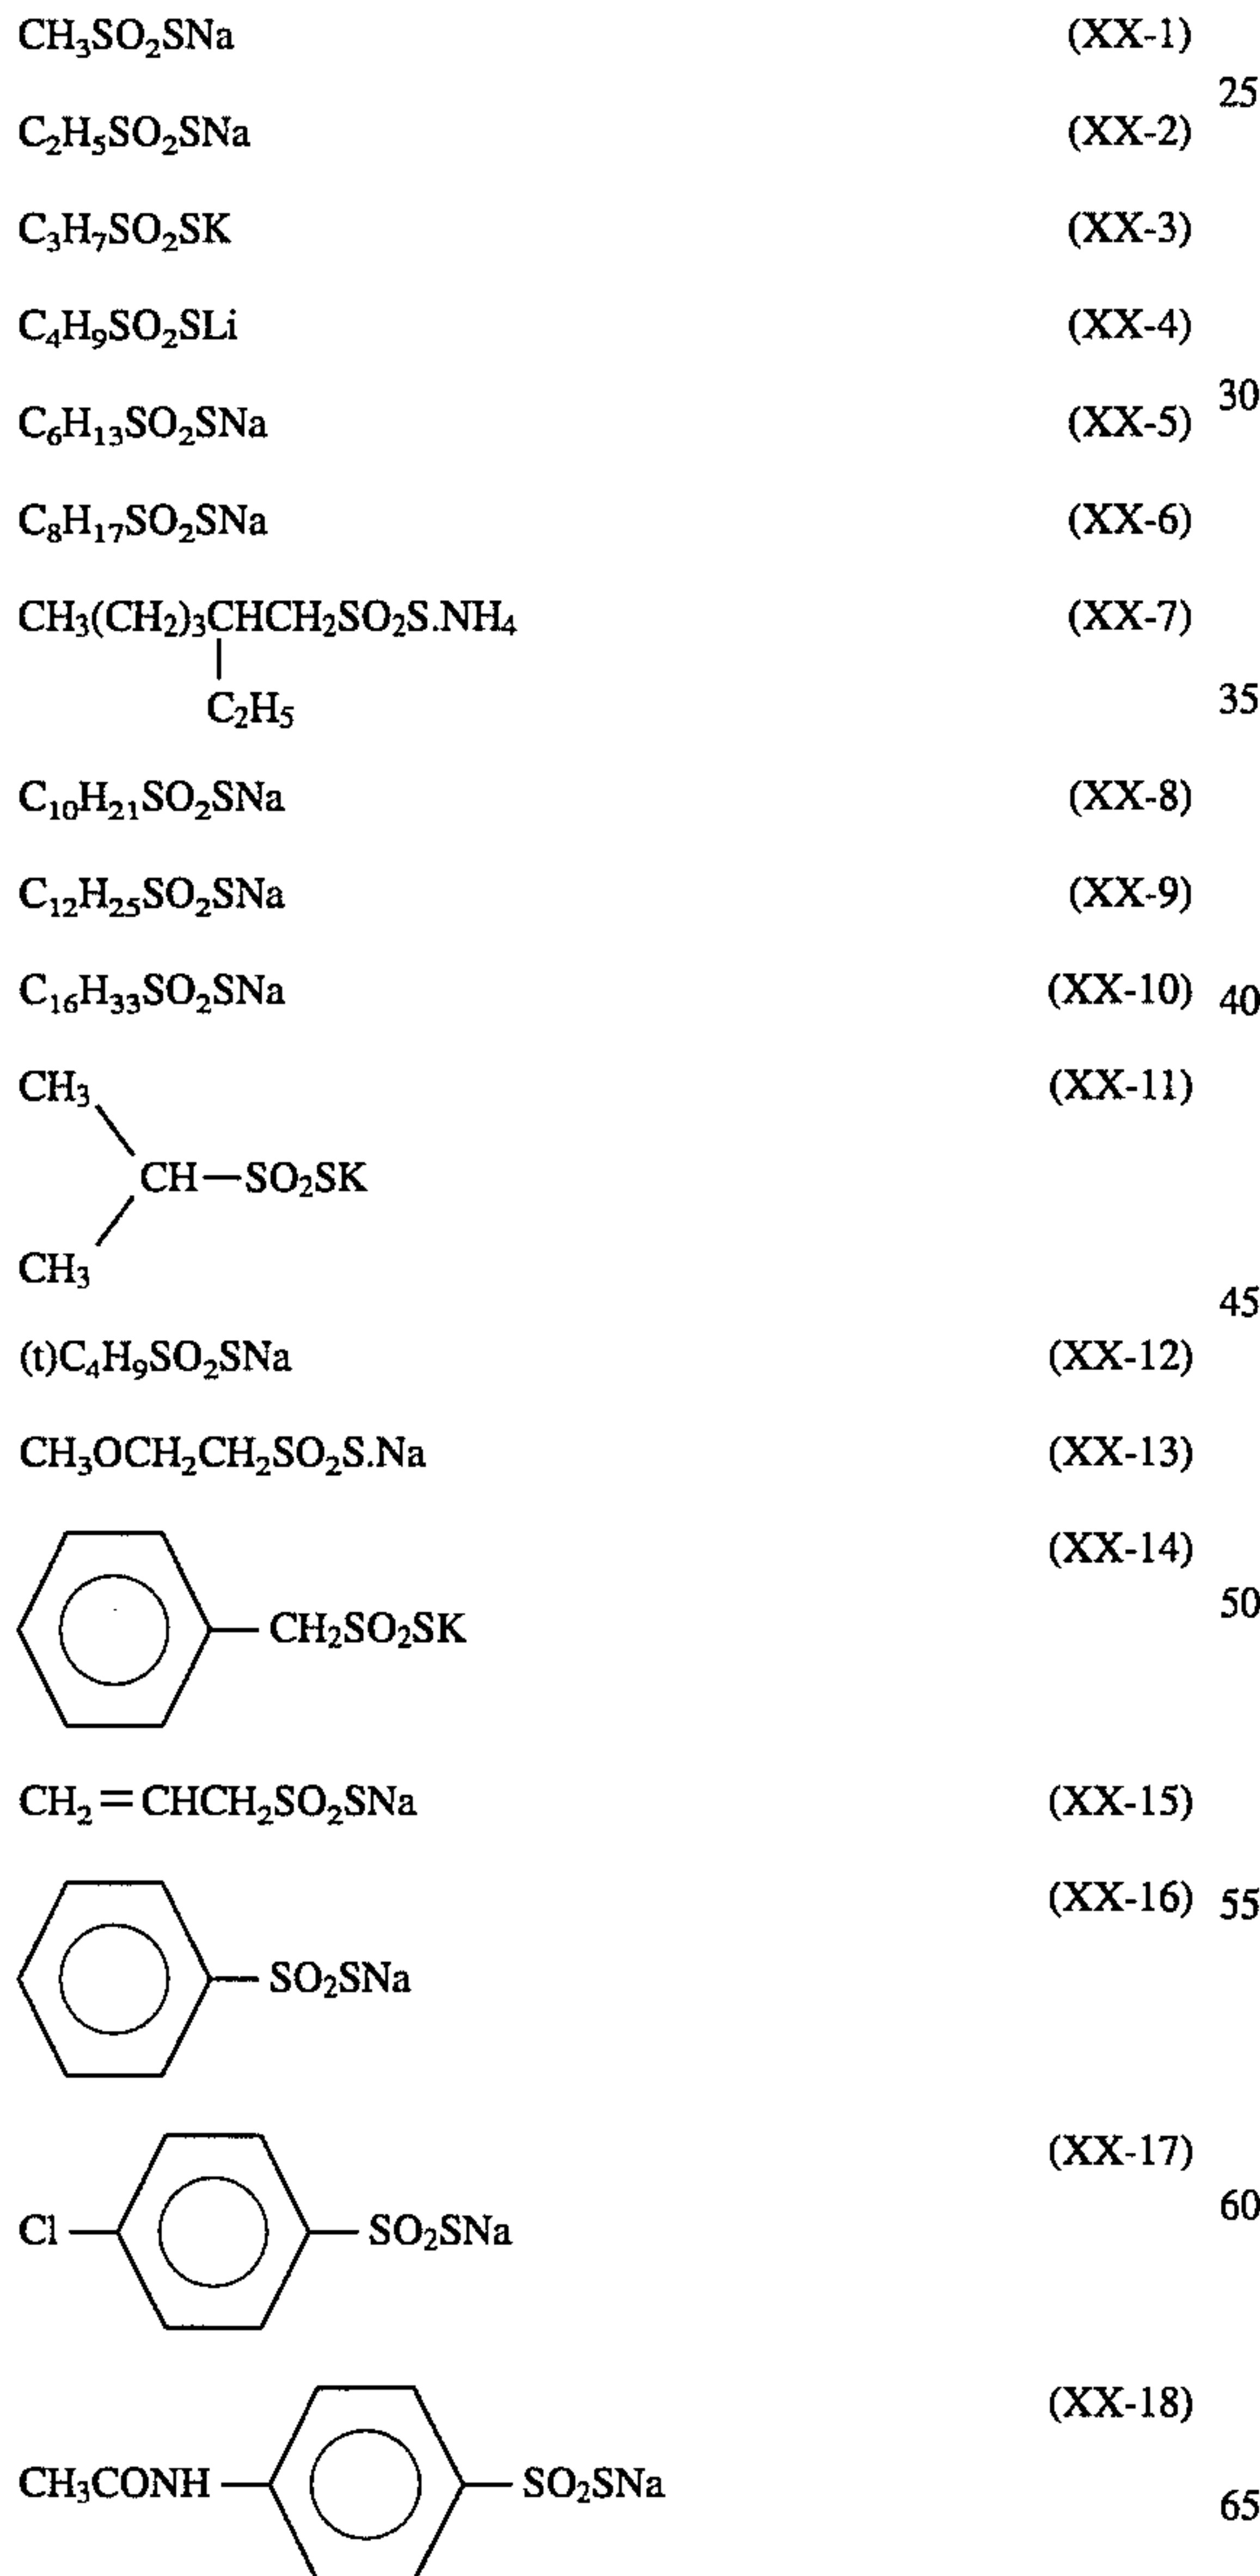 CH₃SO₂SNa (XX-1)
25
C₂H₅SO₂SNa (XX-2)
C₃H₇SO₂SK (XX-3)
C₄H₉SO₂SLi (XX-4)
30
C₆H₁₃SO₂SNa (XX-5)
C₈H₁₇SO₂SNa (XX-6)
CH₃(CH₂)₃CHCH₂SO₂S.NH₄ (XX-7)
35
C₂H₅
C₁₀H₂₁SO₂SNa (XX-8)
C₁₂H₂₅SO₂SNa (XX-9)
C₁₆H₃₃SO₂SNa (XX-10) 40
CH₃ (XX-11)
CH—SO₂SK
CH₃
45
(t)C₄H₉SO₂SNa (XX-12)
CH₃OCH₂CH₂SO₂S.Na (XX-13)
(XX-14)
50
CH₂SO₂SK
CH₂=CHCH₂SO₂SNa (XX-15)
(XX-16) 55
SO₂SNa
(XX-17)
60
Cl SO₂SNa
(XX-18)
CH₃CONH SO₂SNa
65